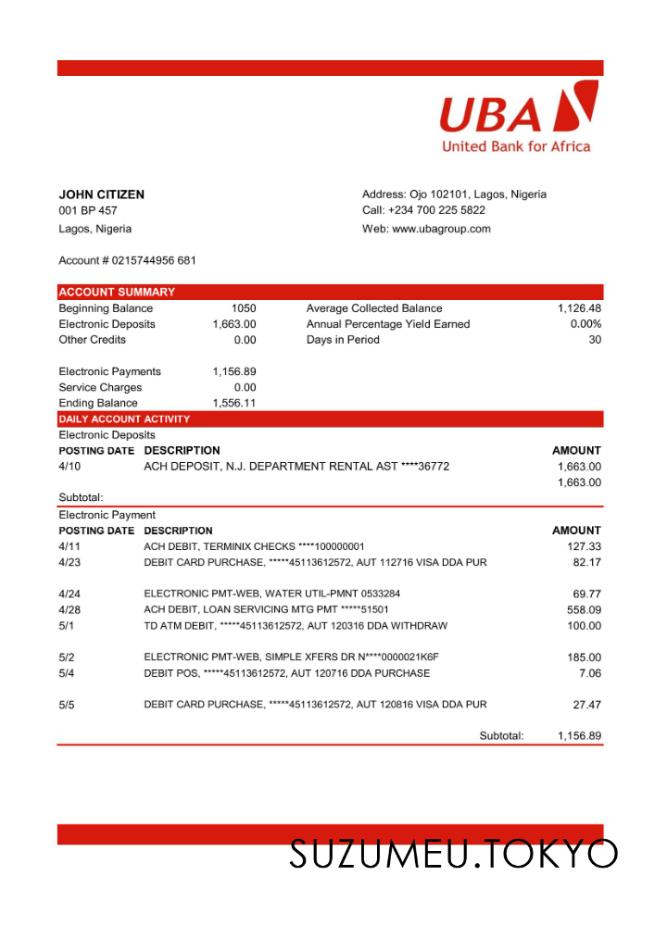 UBA
United Bank for Africa
JOHN CITIZEN
001 BP 457
Lagos, Nigeria
Address: Ojo 102101, Lagos, Nigeria
Call: +234 700 225 5822
Web: www.ubagroup.com
Account # 0215744956 681
ACCOUNT SUMMARY
Beginning Balance 1050 Average Collected Balance 1,126.48
Electronic Deposits 1,663.00 Annual Percentage Yield Earned 0.00%
Other Credits 0.00 Days in Period 30
Electronic Payments 1,156.89
Service Charges 0.00
Ending Balance 1,556.11
DAILY ACCOUNT ACTIVITY
Electronic Deposits
POSTING DATE DESCRIPTION AMOUNT
4/10 ACH DEPOSIT, N.J. DEPARTMENT RENTAL AST ****36772 1,663.00
1,663.00
Subtotal:
Electronic Payment
POSTING DATE DESCRIPTION AMOUNT
4/11 ACH DEBIT, TERMINIX CHECKS ****100000001 127.33
4/23 DEBIT CARD PURCHASE, *****45113612572, AUT 112716 VISA DDA PUR 82.17
4/24 ELECTRONIC PMT-WEB, WATER UTIL-PMNT 0533284 69.77
4/28 ACH DEBIT, LOAN SERVICING MTG PMT *****51501 558.09
5/1 TD ATM DEBIT, *****45113612572, AUT 120316 DDA WITHDRAW 100.00
5/2 ELECTRONIC PMT-WEB, SIMPLE XFERS DR N****0000021K6F 185.00
5/4 DEBIT POS, *****45113612572, AUT 120716 DDA PURCHASE 7.06
5/5 DEBIT CARD PURCHASE, *****45113612572, AUT 120816 VISA DDA PUR 27.47
Subtotal: 1,156.89
SUZUMEU.TOKYO